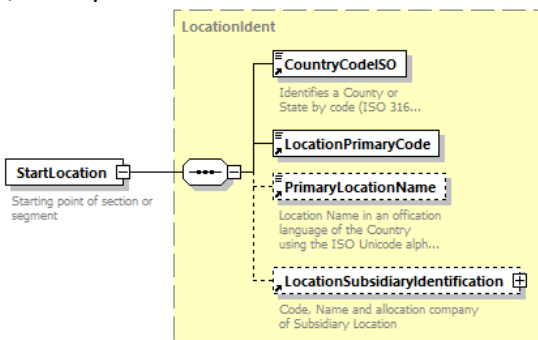 LocationIdent
CountryCodeISO
Identifies a County or
State by code (ISO 316...
LocationPrimaryCode
StartLocation
Starting point of section or
segment
PrimaryLocationName
Location Name in an offication
language of the Country
using the ISO Unicode alph...
LocationSubsidiaryIdentification
Code, Name and allocation company
of Subsidiary Location